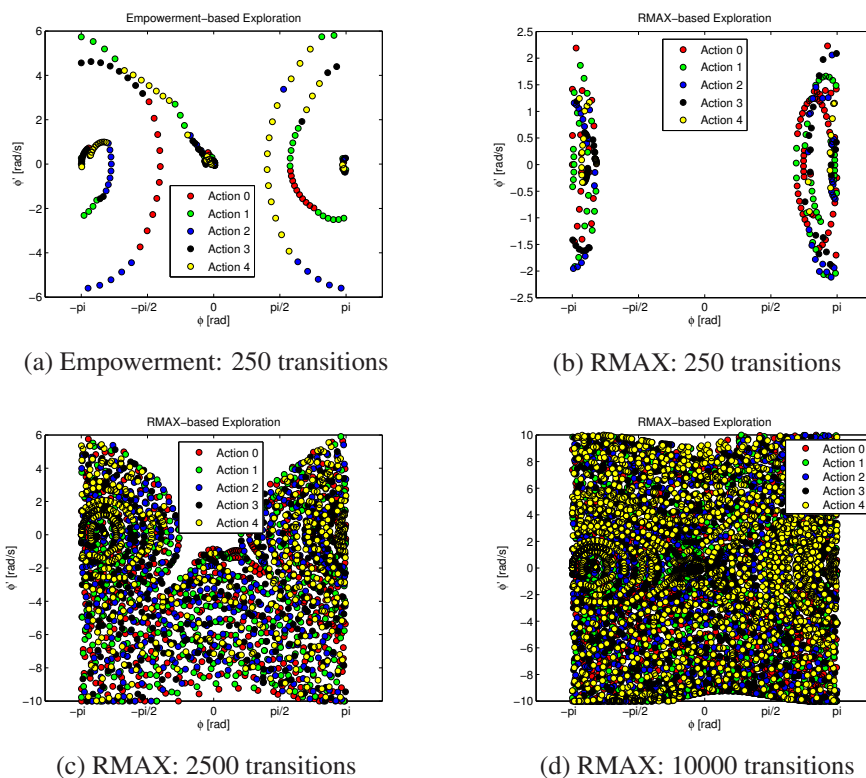 Empowerment-based Exploration
6
4
2
0
−2
−4
−6
φ' [rad/s]
Action 0
Action 1
Action 2
Action 3
Action 4
−pi
−pi/2
0
pi/2
pi
φ [rad]
(a) Empowerment: 250 transitions
RMAX-based Exploration
2.5
2
1.5
1
0.5
0
−0.5
−1
−1.5
−2
−2.5
φ' [rad/s]
Action 0
Action 1
Action 2
Action 3
Action 4
−pi
−pi/2
0
pi/2
pi
φ [rad]
(b) RMAX: 250 transitions
RMAX-based Exploration
6
4
2
0
−2
−4
−6
−8
−10
φ' [rad/s]
Action 0
Action 1
Action 2
Action 3
Action 4
−pi
−pi/2
0
pi/2
pi
φ [rad]
(c) RMAX: 2500 transitions
RMAX-based Exploration
10
8
6
4
2
0
−2
−4
−6
−8
−10
φ' [rad/s]
Action 0
Action 1
Action 2
Action 3
Action 4
−pi
−pi/2
0
pi/2
pi
φ [rad]
(d) RMAX: 10000 transitions